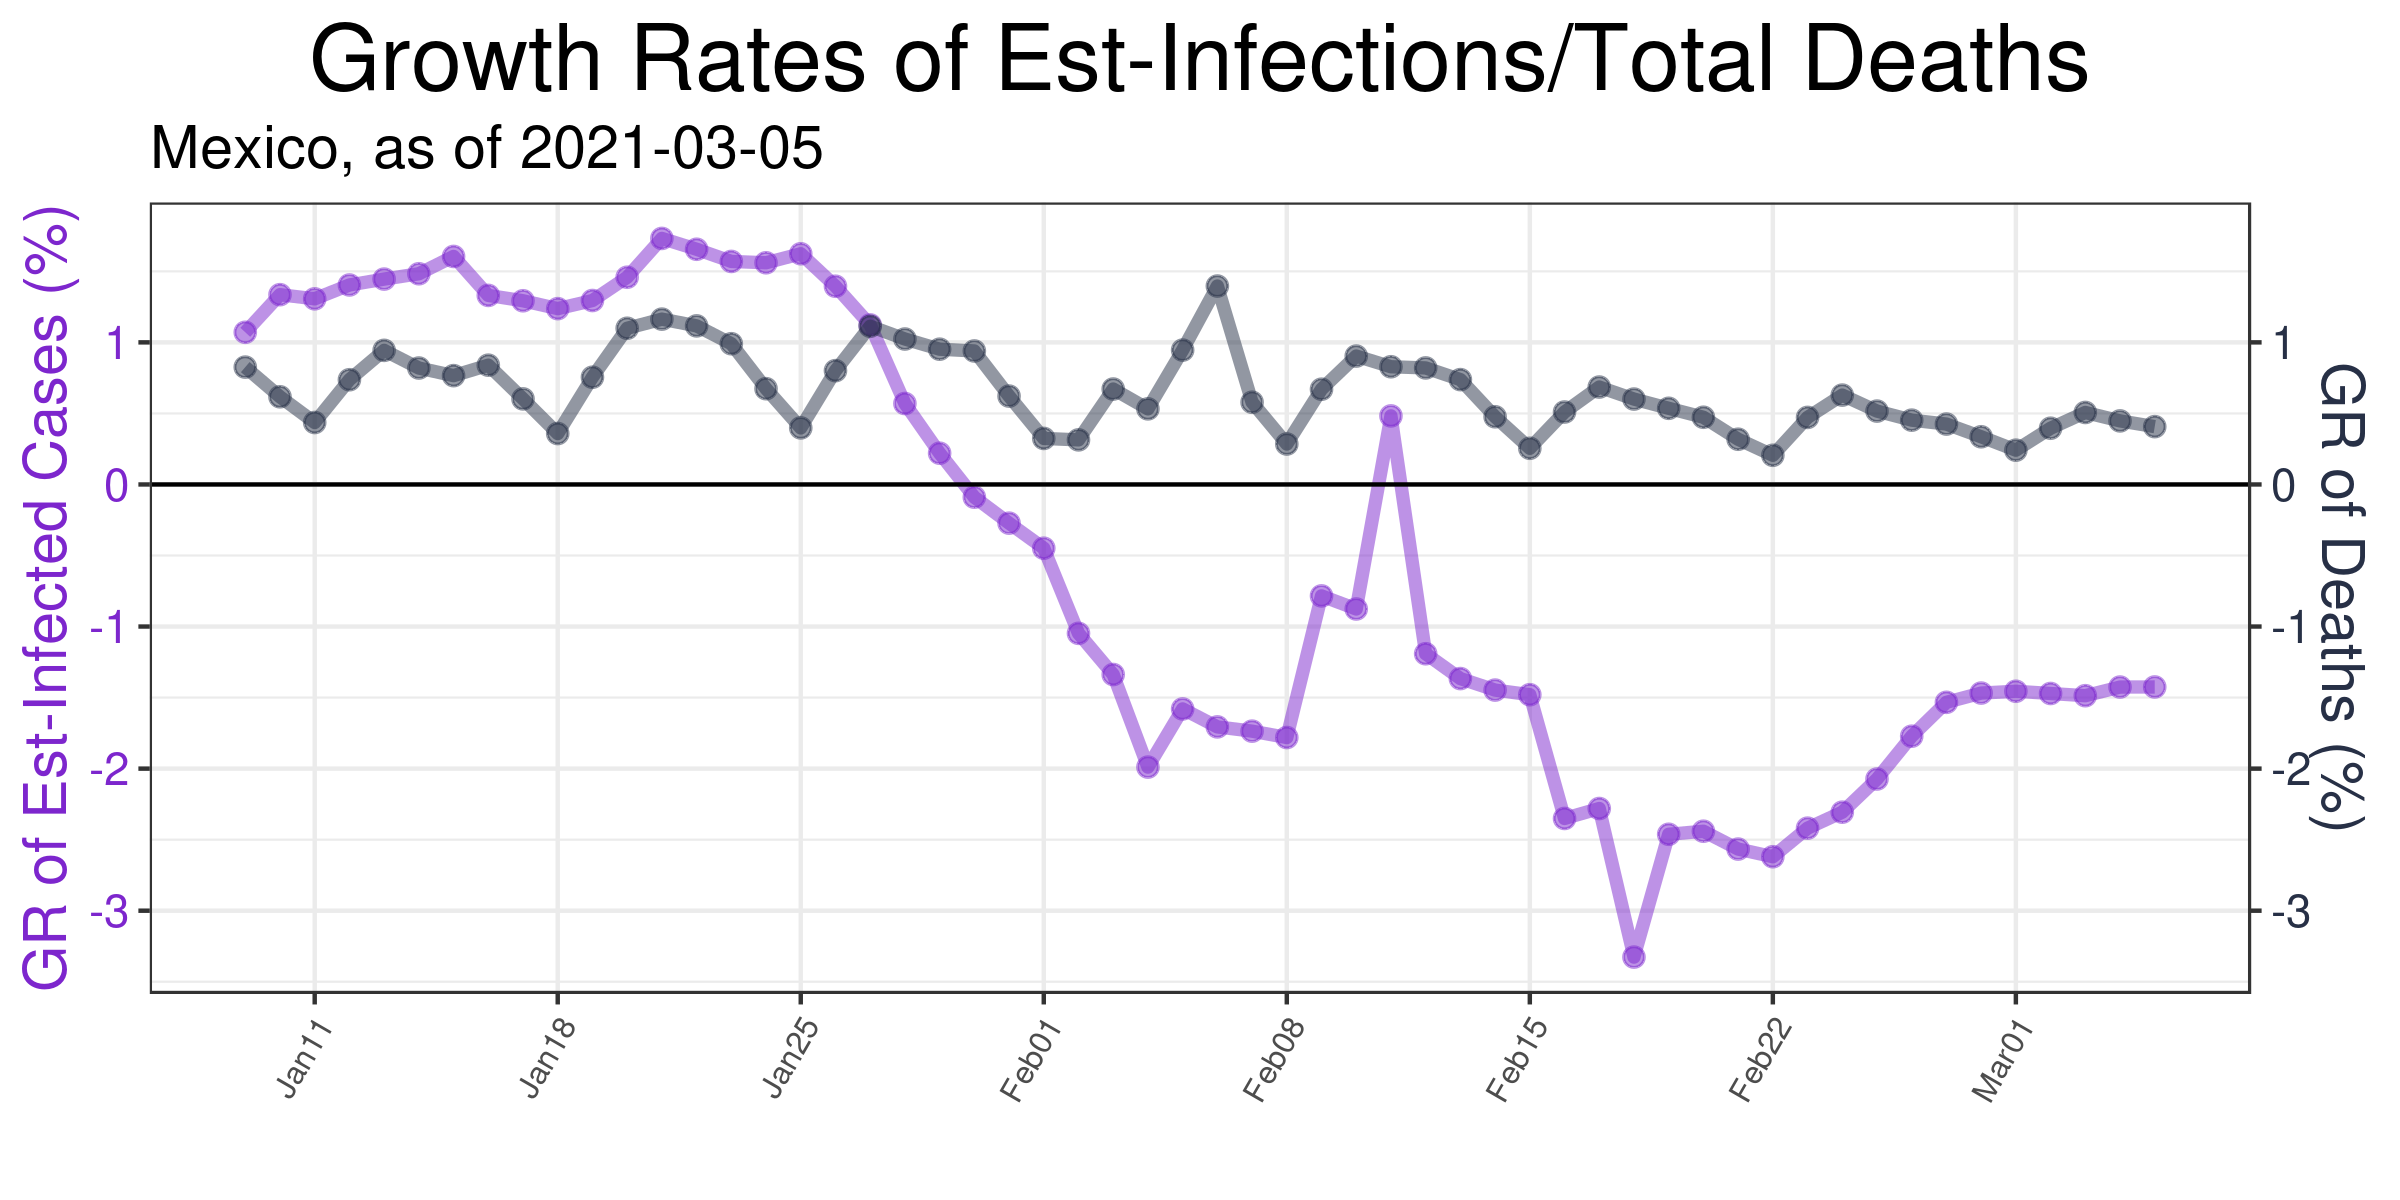 Growth Rates of Est-Infections/Total Deaths
Mexico, as of 2021-03-05
GR of Est-Infected Cases (%)
1
0
-1
-2
-3
1
0
-1
-2
-3
GR of Deaths (%)
Jan11
Jan18
Jan25
Feb01
Feb08
Feb15
Feb22
Mar01